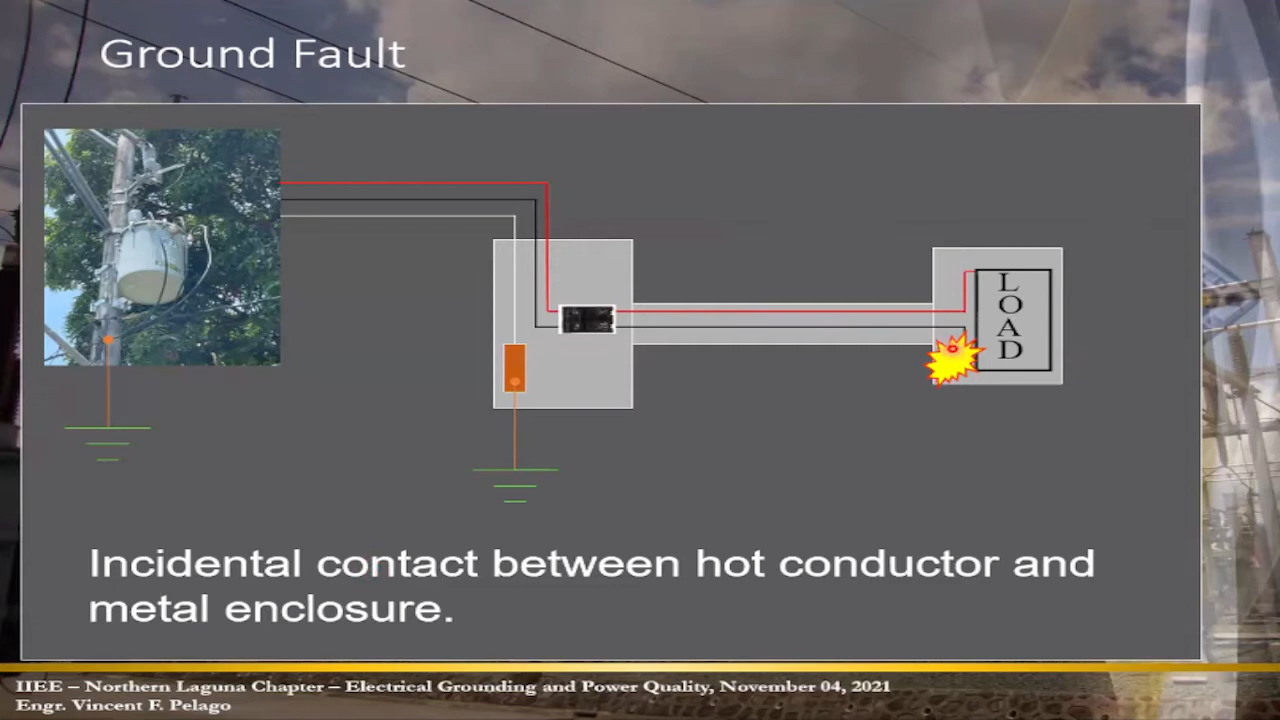 Ground Fault
LOAD
Incidental contact between hot conductor and
metal enclosure.
IIEE – Northern Laguna Chapter – Electrical Grounding and Power Quality, November 04, 2021
Engr. Vincent F. Pelago